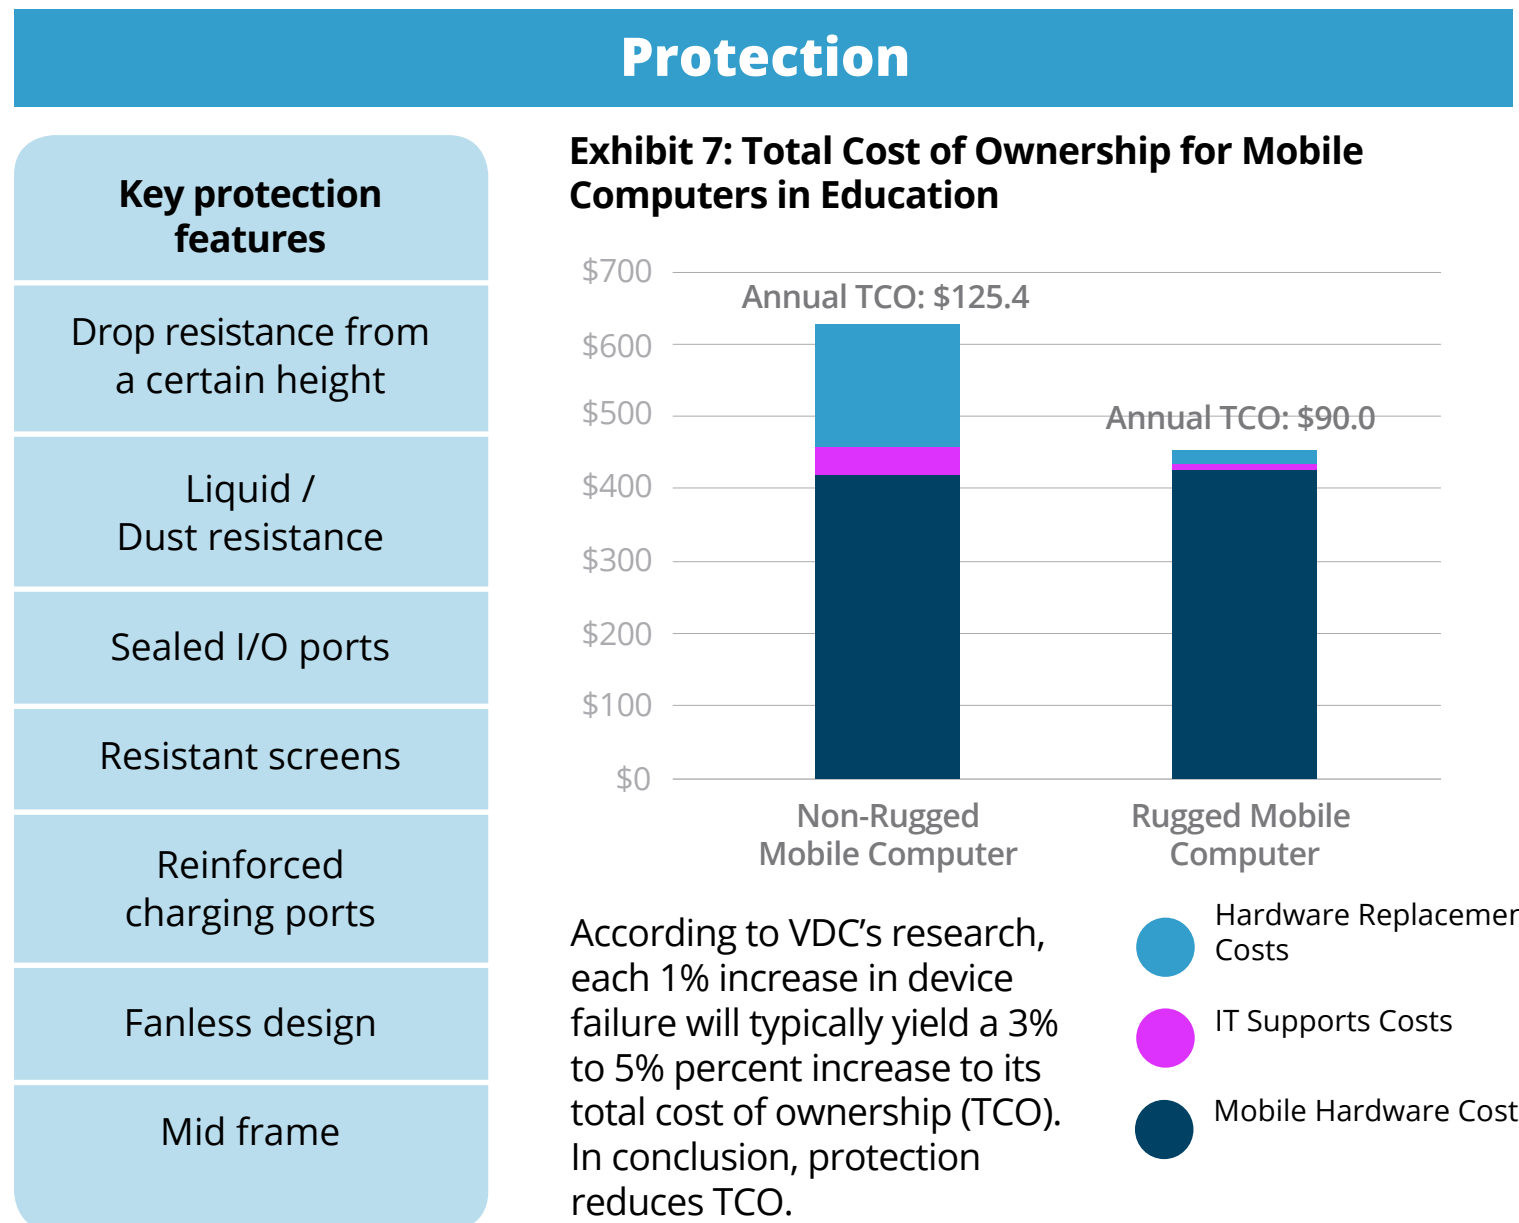 Protection
Key protection
features
Drop resistance from
a certain height
Liquid /
Dust resistance
Sealed I/O ports
Resistant screens
Reinforced
charging ports
Fanless design
Mid frame
Exhibit 7: Total Cost of Ownership for Mobile
Computers in Education
$700
$600
$500
$400
$300
$200
$100
$0
Annual TCO: $125.4
Annual TCO: $90.0
Non-Rugged
Mobile Computer
Rugged Mobile
Computer
According to VDC’s research,
each 1% increase in device
failure will typically yield a 3%
to 5% percent increase to its
total cost of ownership (TCO).
In conclusion, protection
reduces TCO.
Hardware Replacemen
Costs
IT Supports Costs
Mobile Hardware Cost